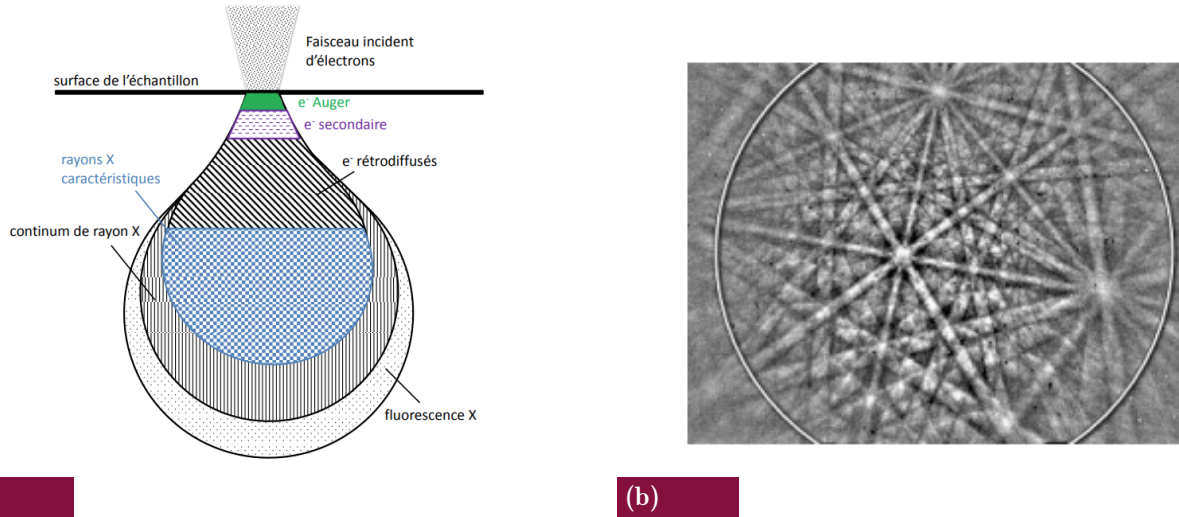 Faisceau incident
d'électrons
surface de l'échantillon
e⁻ Auger
e⁻ secondaire
rayons X
caractéristiques
e⁻ rétrodiffusés
continum de rayon X
fluorescence X
(b)